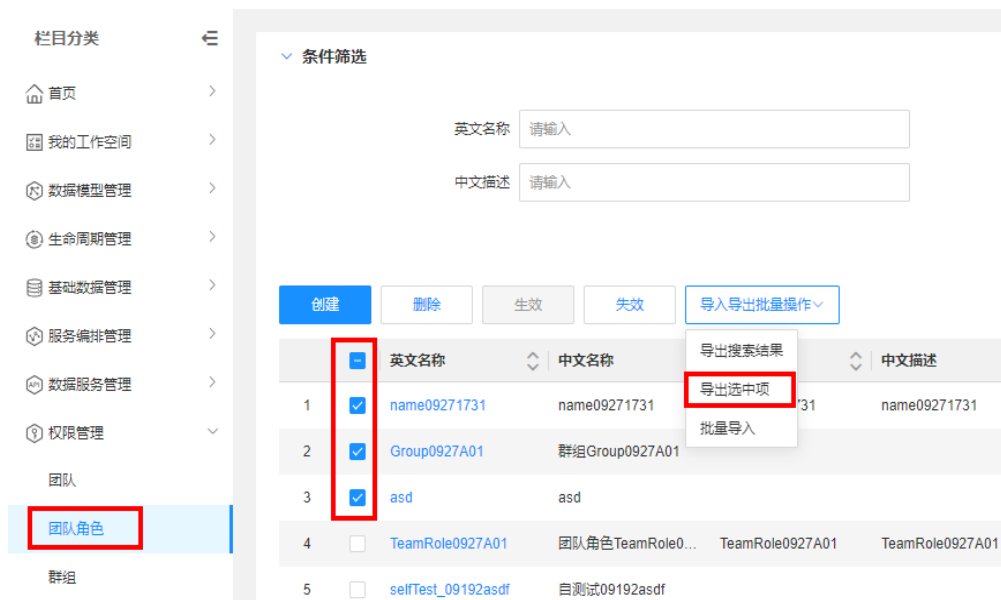 栏目分类
首页
我的工作空间
数据模型管理
生命周期管理
基础数据管理
服务编排管理
API 数据服务管理
权限管理
团队
团队角色
群组
条件筛选
英文名称 请输入
中文描述 请输入
创建 删除 生效 失效 导入导出批量操作
导出搜索结果
导出选中项
批量导入
英文名称 中文名称 中文描述
1 name09271731 name09271731 731 name09271731
2 Group0927A01 群组Group0927A01
3 asd asd
4 TeamRole0927A01 团队角色TeamRole0... TeamRole0927A01 TeamRole0927A01
5 selfTest_09192asdf 自测试09192asdf